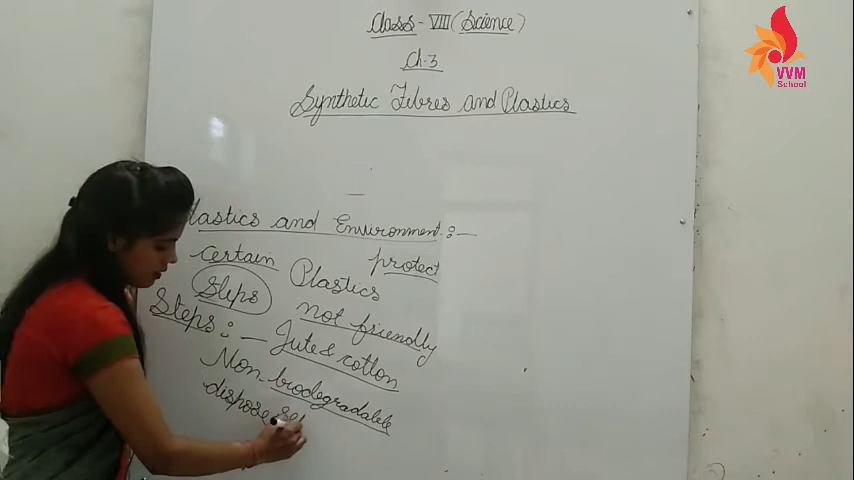 Class - VIII (Science)
Ch. 3
Synthetic Fibres and Plastics
VVM
School
lastics and Environment :—
certain Plastics protect
Steps not friendly
Steps : — Jute & cotton
Non-biodegradable
dispose